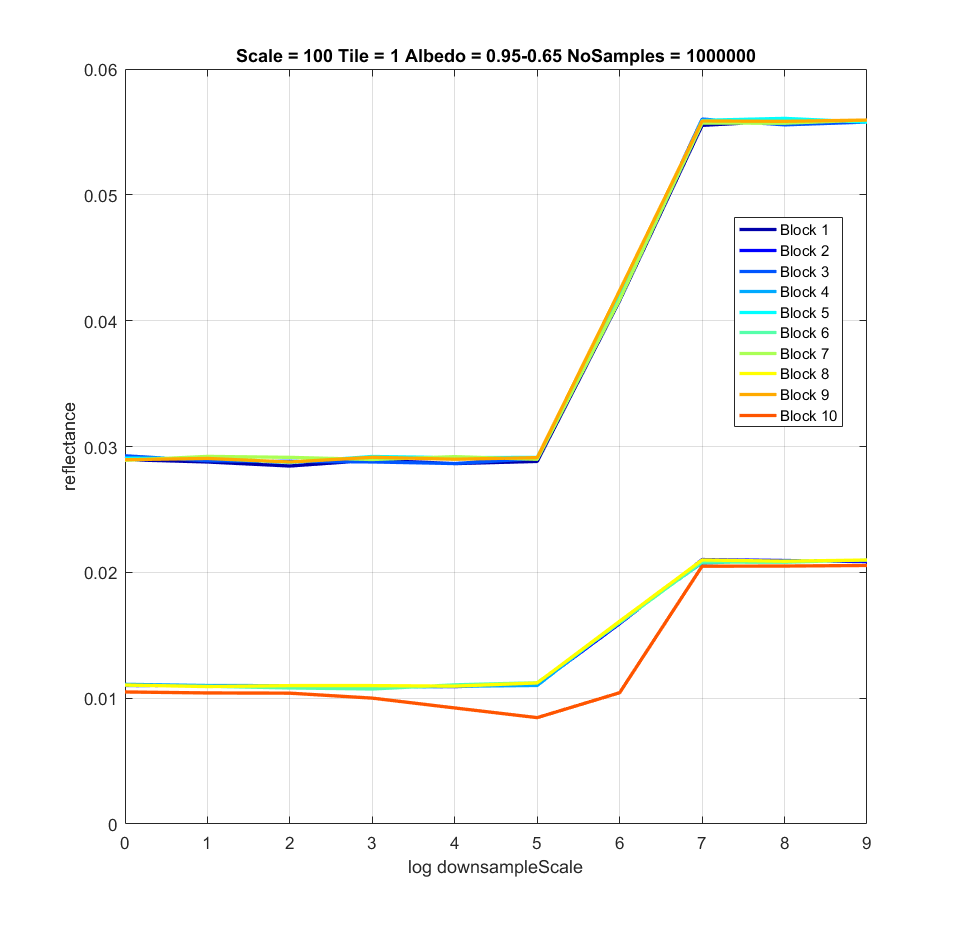 Scale = 100 Tile = 1 Albedo = 0.95-0.65 NoSamples = 1000000
0.06
0.05
0.04
0.03
0.02
0.01
0
reflectance
Block 1
Block 2
Block 3
Block 4
Block 5
Block 6
Block 7
Block 8
Block 9
Block 10
0 1 2 3 4 5 6 7 8 9
log downsampleScale